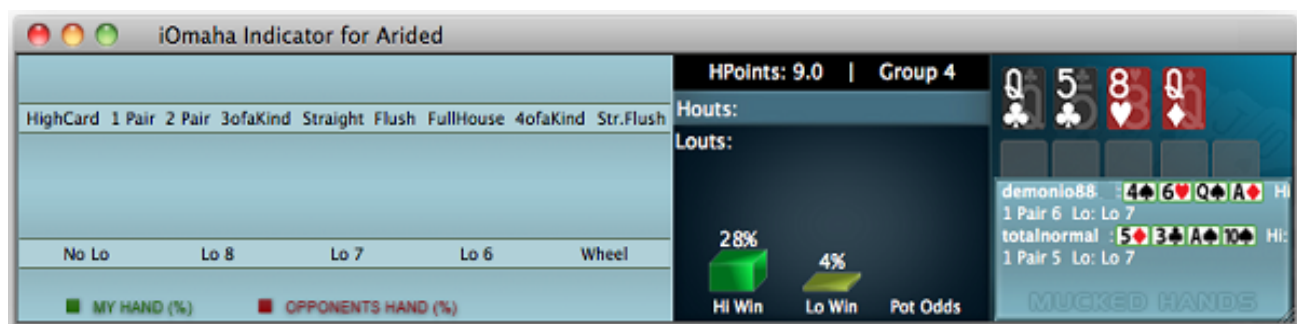 iOmaha Indicator for Arided
HPoints: 9.0 | Group 4
Q 5 8 Q
HighCard 1 Pair 2 Pair 3ofaKind Straight Flush FullHouse 4ofaKind Str.Flush
Houts:
Louts:
demonio88 : 4♠ 6♥ Q♠ A♦ Hi
1 Pair 6 Lo: Lo 7
totalnormal : 5♦ 3♣ A♠ 10♠ Hi:
1 Pair 5 Lo: Lo 7
28%
4%
No Lo Lo 8 Lo 7 Lo 6 Wheel
MY HAND (%) OPPONENTS HAND (%)
Hi Win Lo Win Pot Odds
MUCKED HANDS